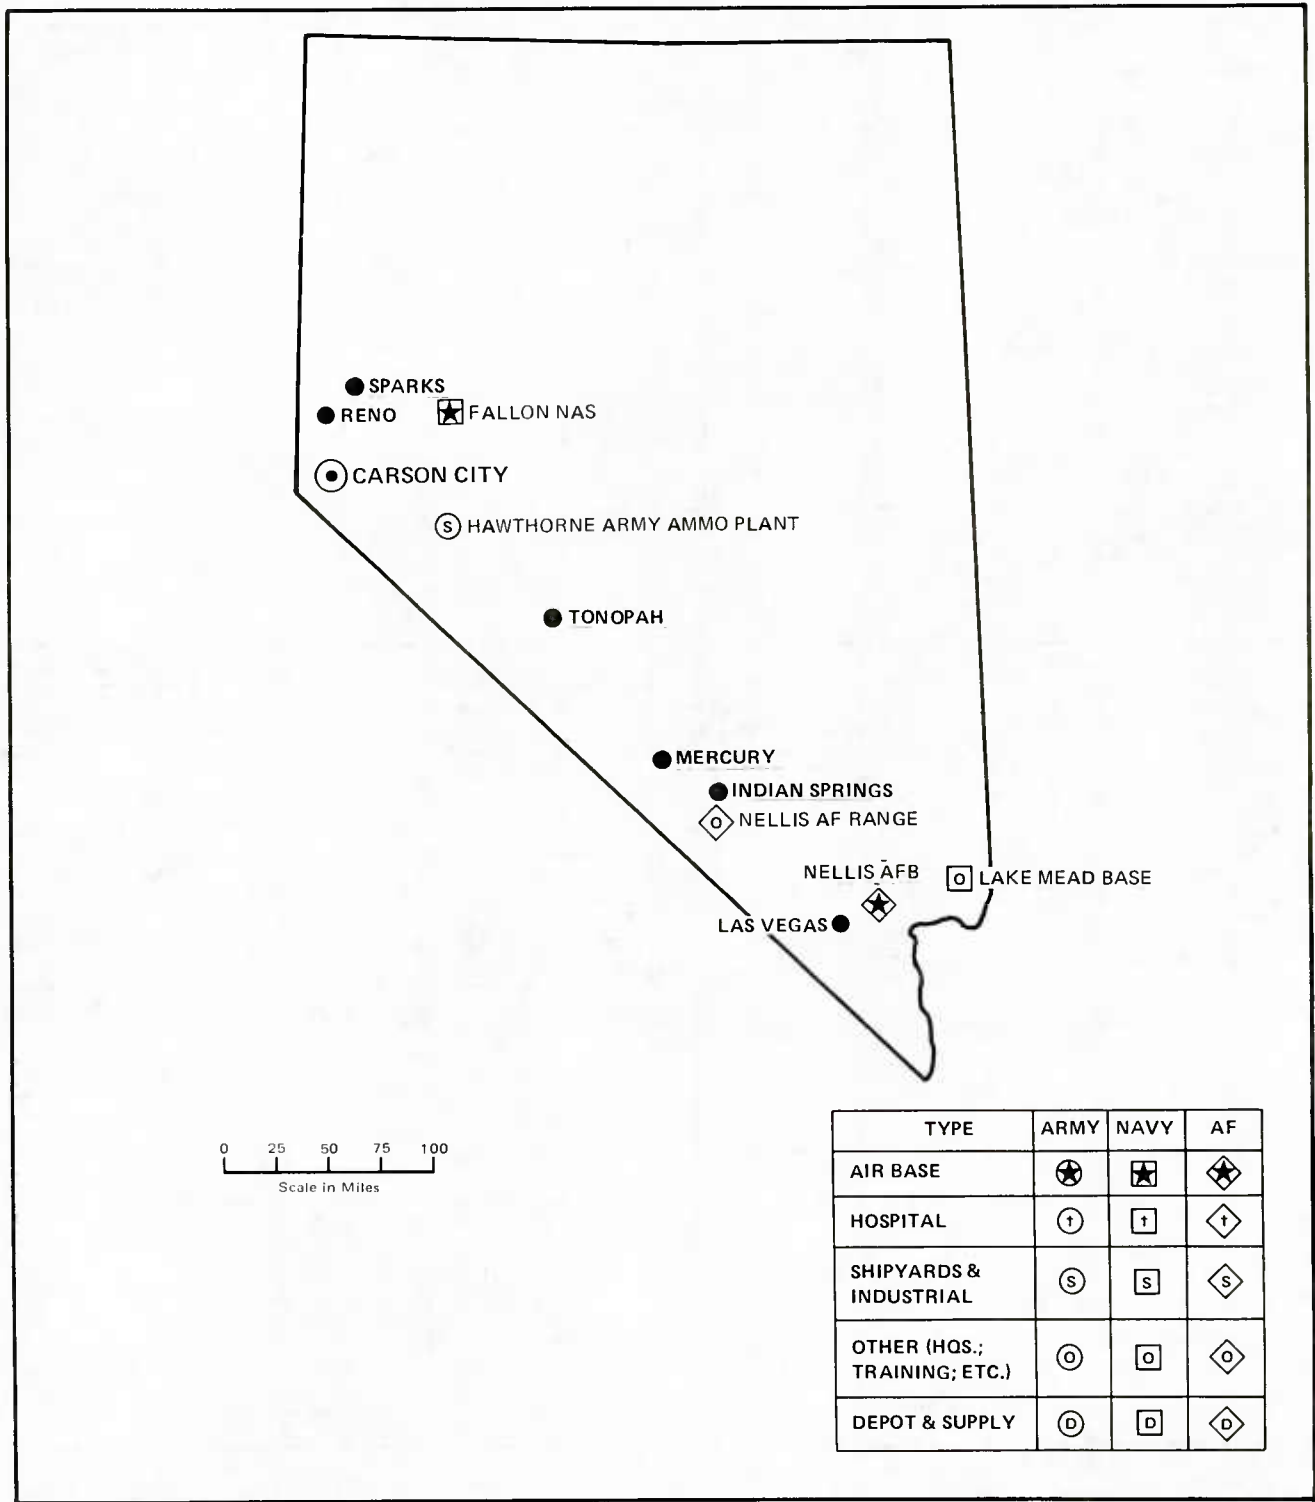 SPARKS
RENO
FALLON NAS
CARSON CITY
S HAWTHORNE ARMY AMMO PLANT
TONOPAH
MERCURY
INDIAN SPRINGS
O NELLIS AF RANGE
NELLIS AFB
O LAKE MEAD BASE
LAS VEGAS
0 25 50 75 100
Scale in Miles
TYPE ARMY NAVY AF
AIR BASE
HOSPITAL † † †
SHIPYARDS &
INDUSTRIAL S S S
OTHER (HQS.;
TRAINING; ETC.) O O O
DEPOT & SUPPLY D D D